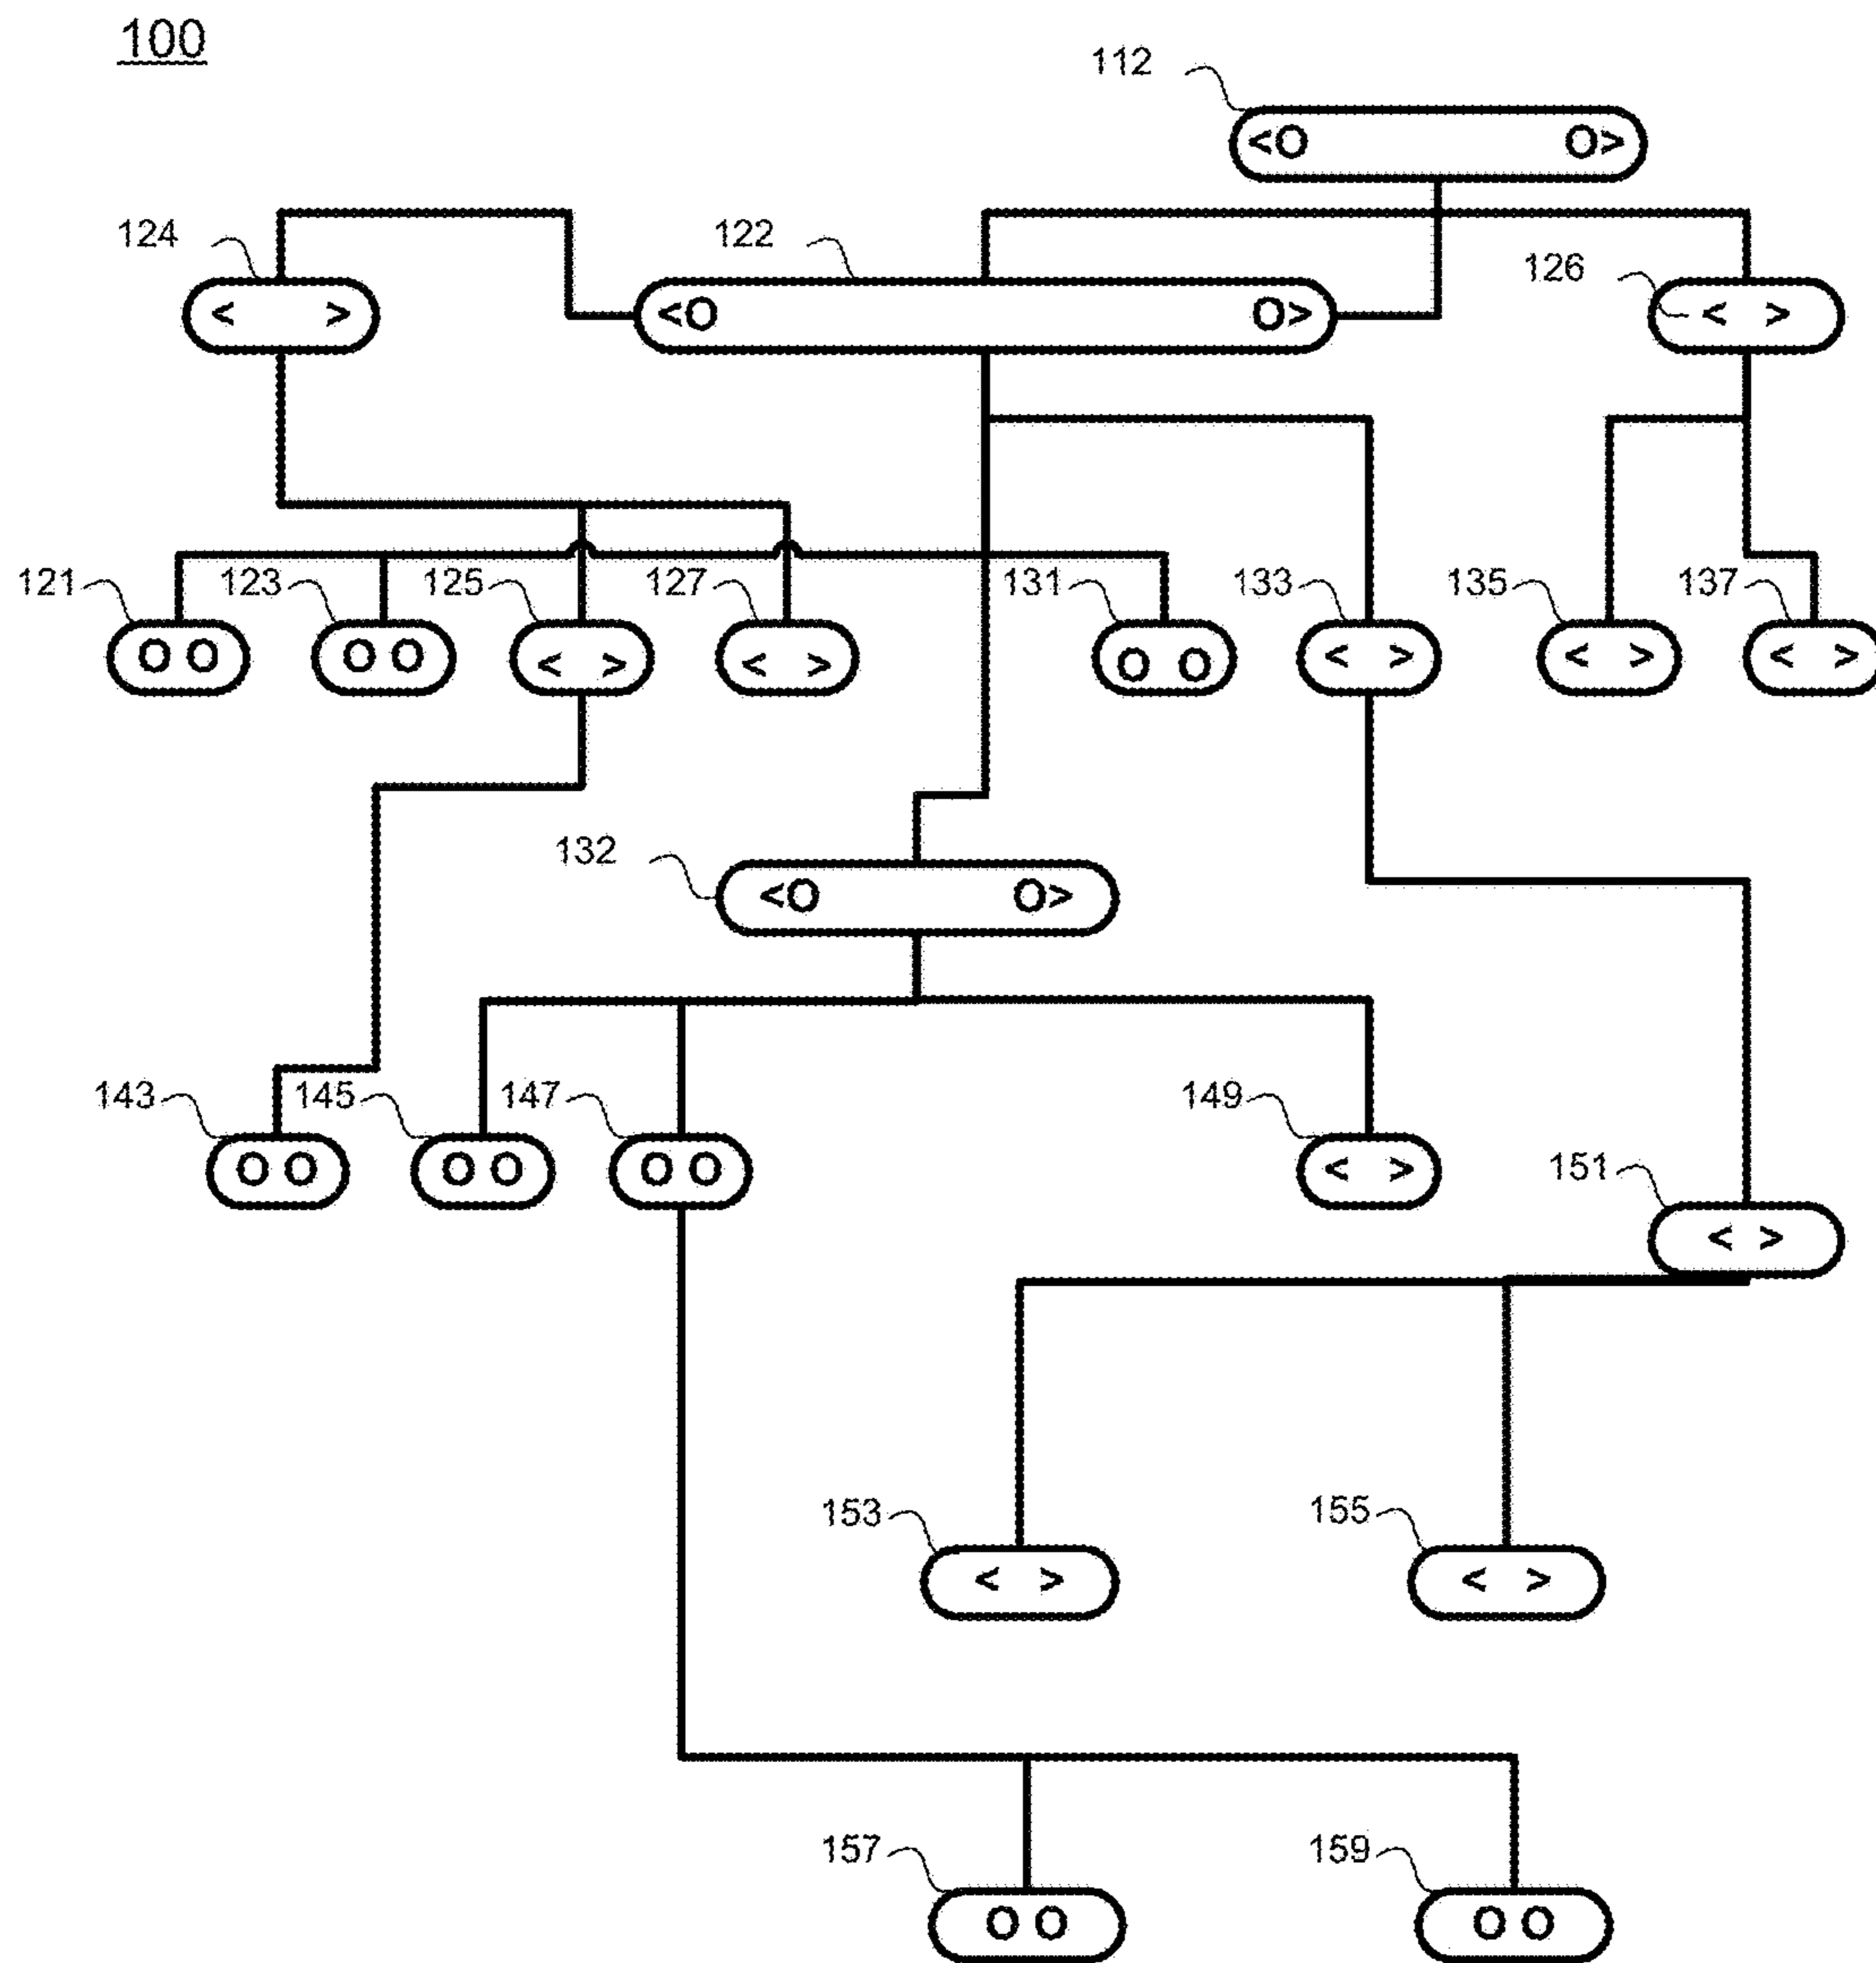 100
112
<O O>
124 122 126
< > <O O> < >
121 123 125 127 131 133 135 137
O O O O < > < > O O < > < > < >
132
<O O>
143 145 147 149
O O O O O O < >
151
< >
153 155
< > < >
157 159
O O O O